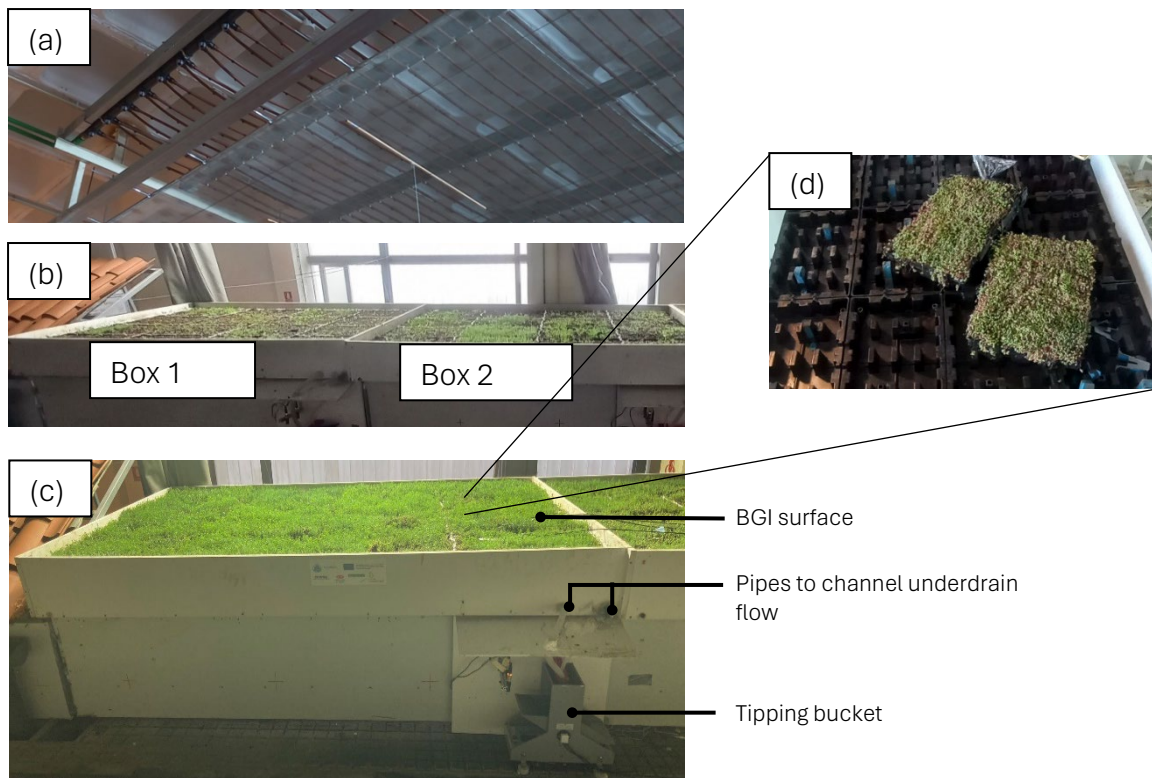 (a)
(b)
Box 1
Box 2
(c)
(d)
BGI surface
Pipes to channel underdrain
flow
Tipping bucket